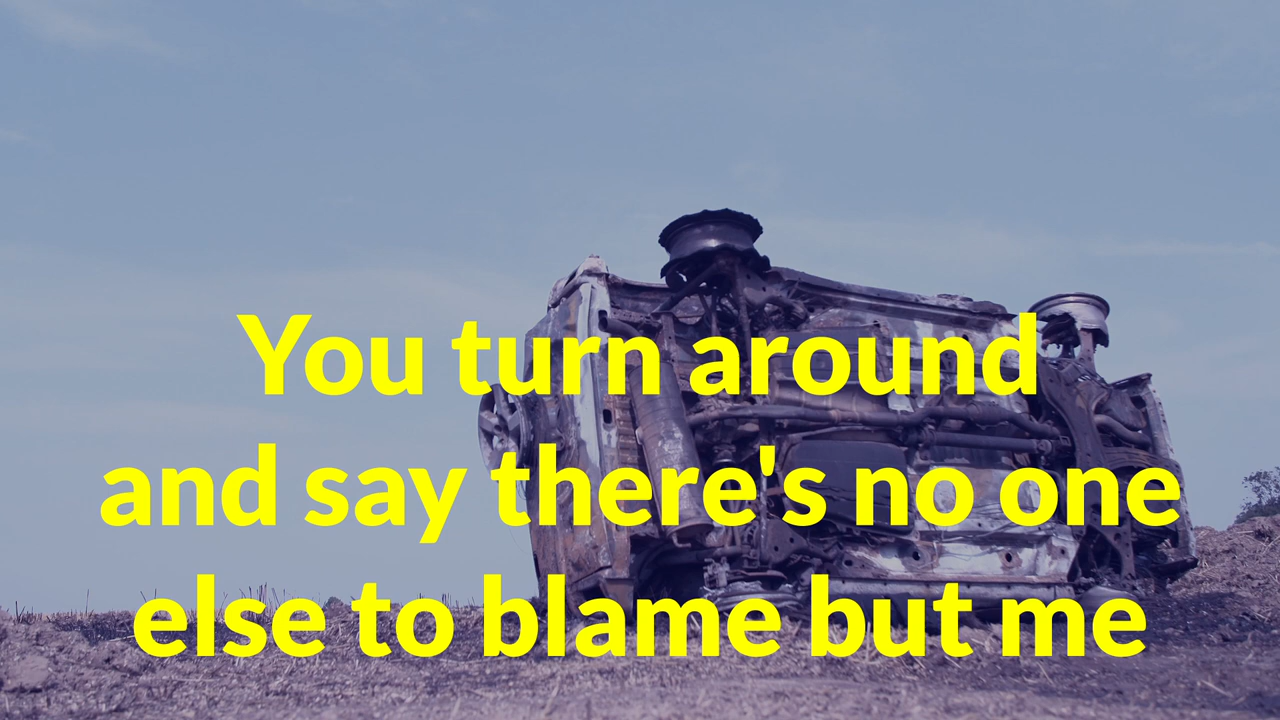 You turn around
and say there's no one
else to blame but me